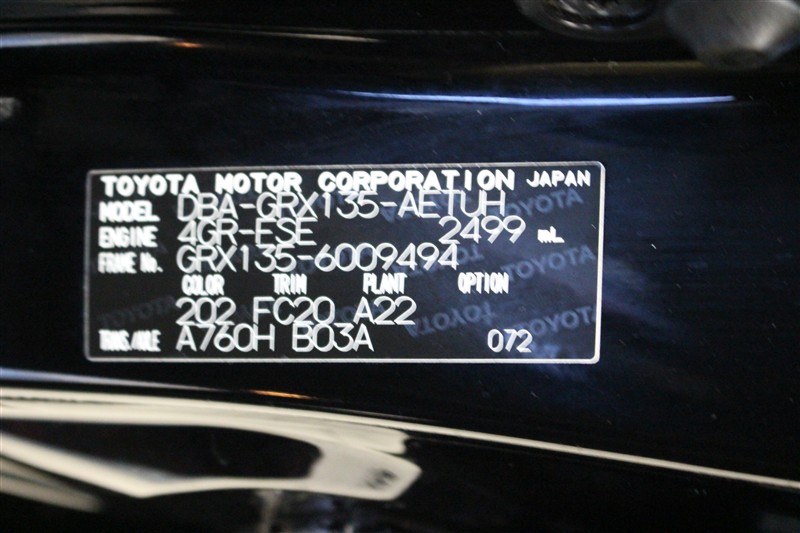 TOYOTA MOTOR CORPORATION JAPAN
MODEL DBA-GRX135-AETUH
ENGINE 4GR-FSE 2499 mL.
FRAME No. GRX135-6009494
COLOR TRIM PLANT OPTION
202 FC20 A22
TRANS./AXLE A760H B03A 072